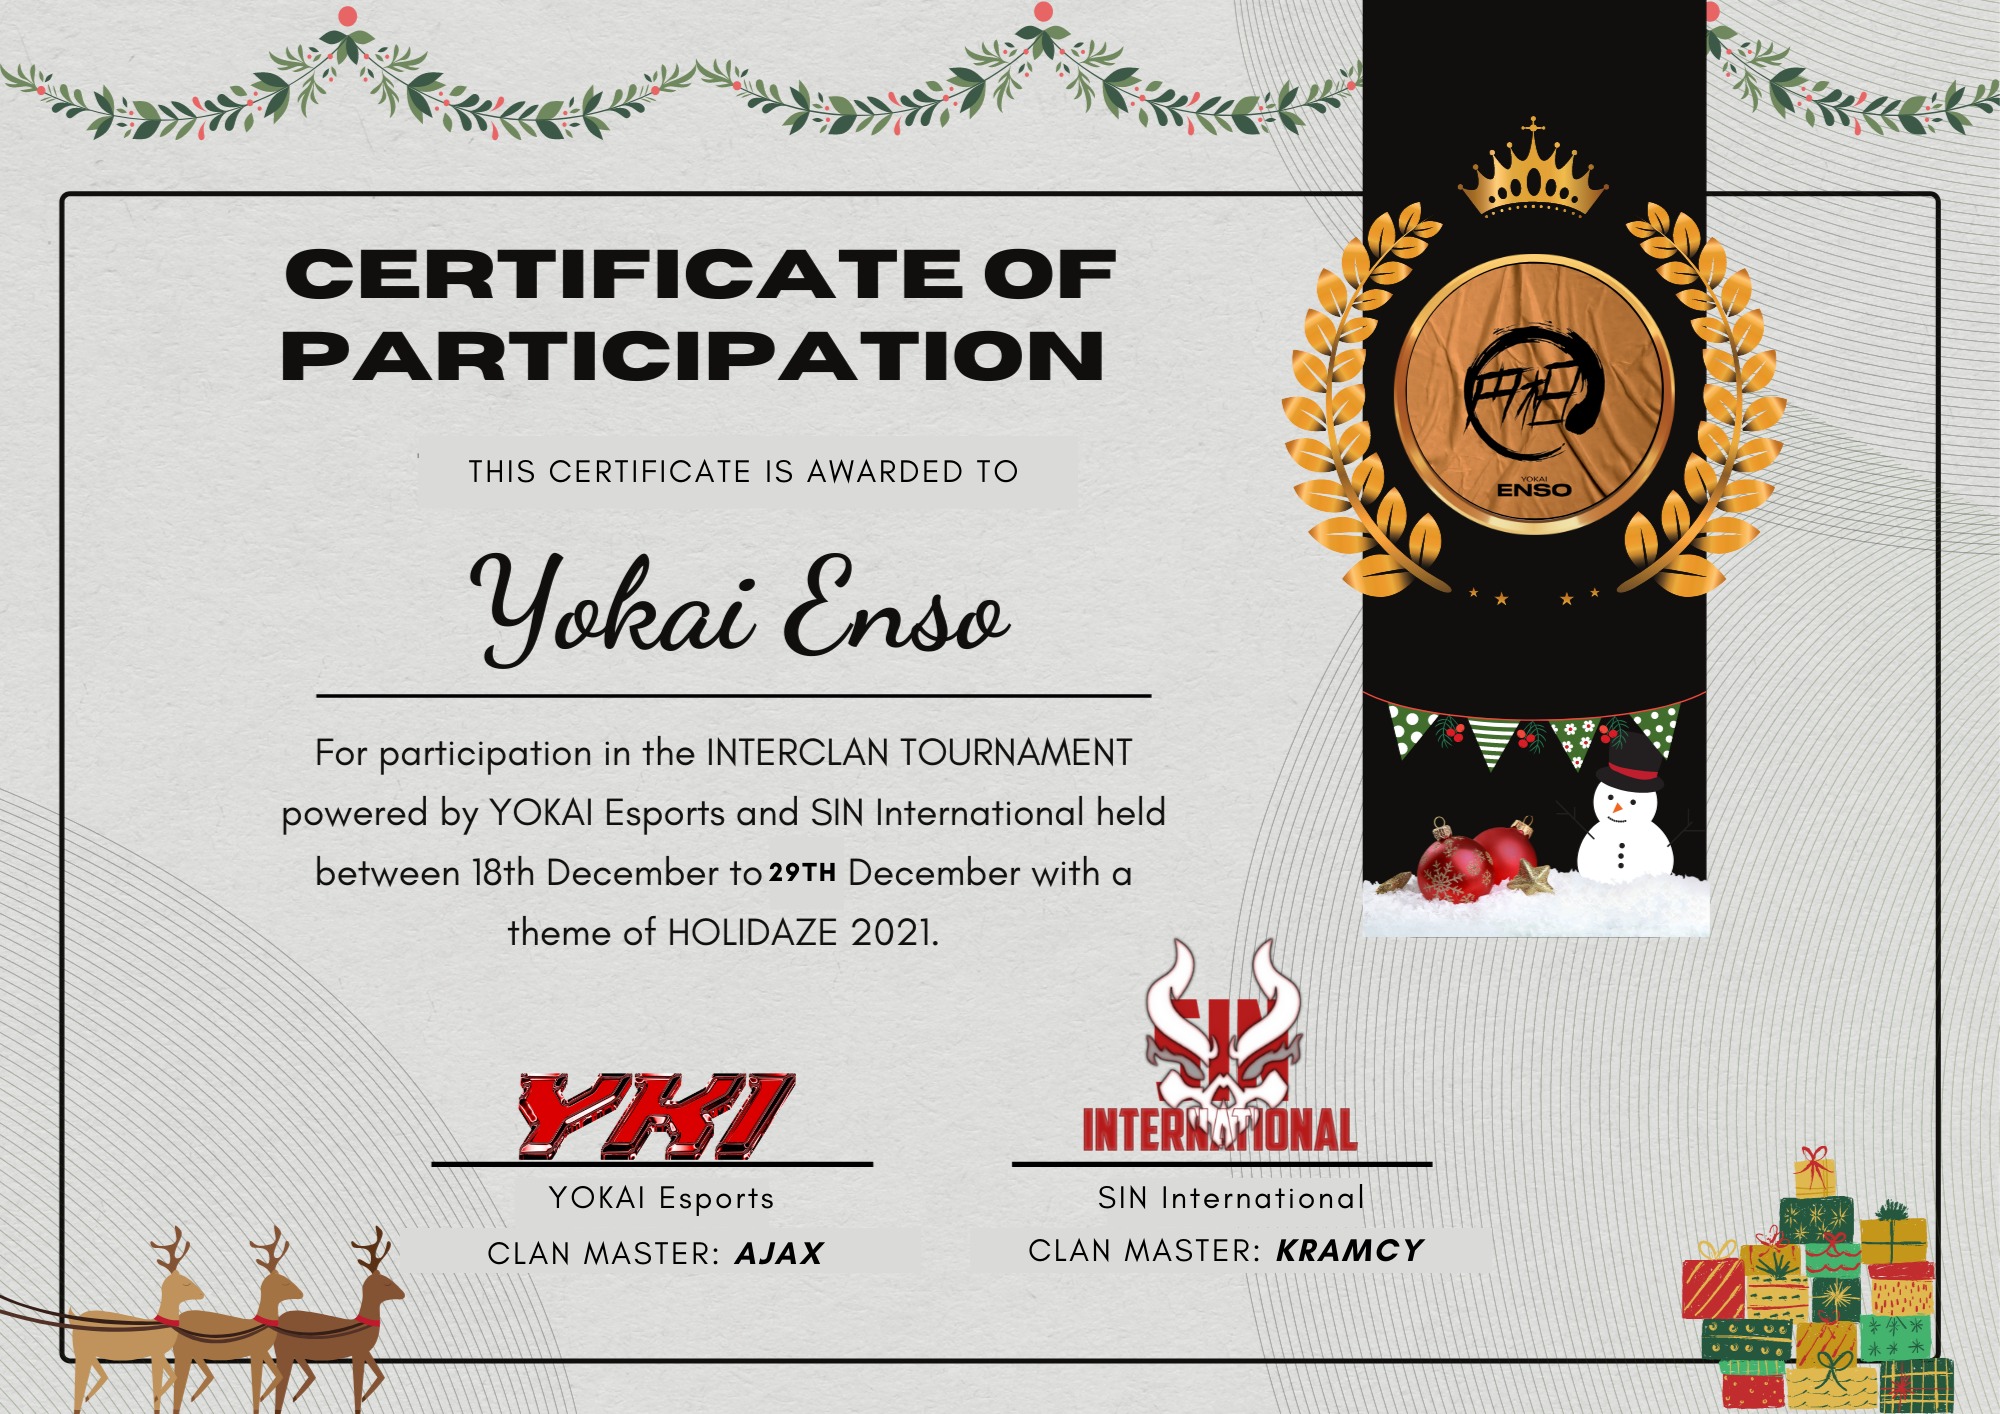 CERTIFICATE OF
PARTICIPATION
THIS CERTIFICATE IS AWARDED TO
Yokai Enso
For participation in the INTERCLAN TOURNAMENT
powered by YOKAI Esports and SIN International held
between 18th December to 29TH December with a
theme of HOLIDAZE 2021.
YOKAI
ENSO
YKI
YOKAI Esports
CLAN MASTER: AJAX
SIN
INTERNATIONAL
SIN International
CLAN MASTER: KRAMCY